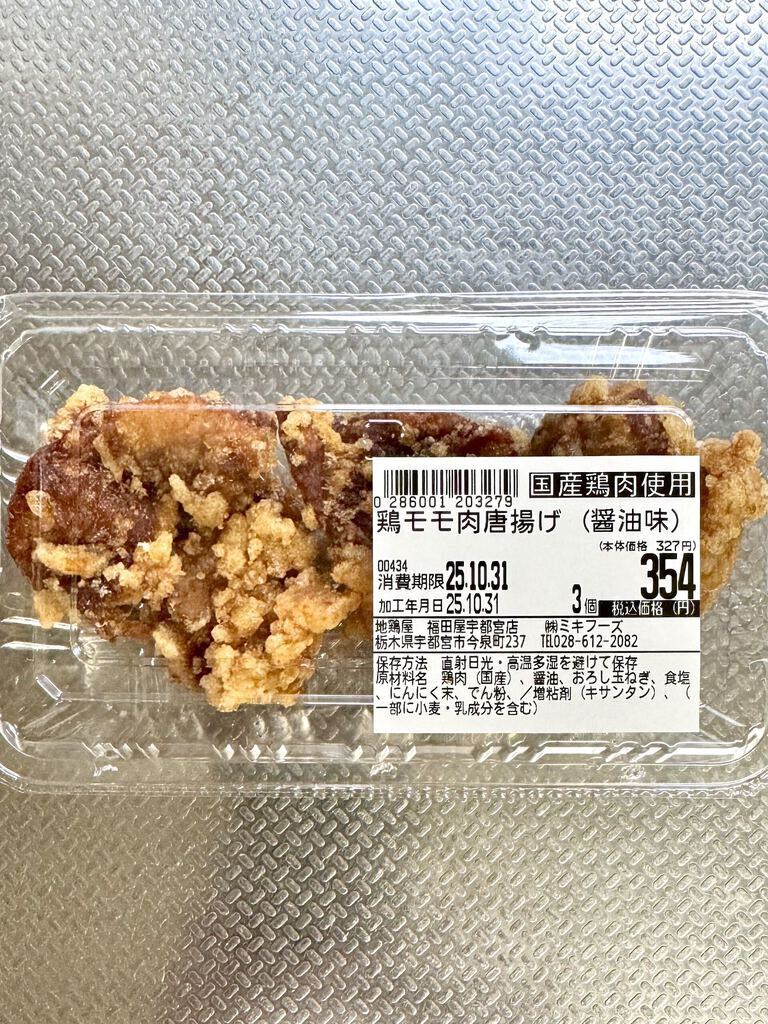 0 286001 203279
国産鶏肉使用
鶏モモ肉唐揚げ（醤油味）
（本体価格 327円）
00434
消費期限25.10.31
354
加工年月日 25.10.31 3個 税込価格（円）
地鶏屋 福田屋宇都宮店 ㈱ミキフーズ
栃木県宇都宮市今泉町237 TEL028-612-2082
保存方法 直射日光・高温多湿を避けて保存
原材料名 鶏肉（国産）、醤油、おろし玉ねぎ、食塩
、にんにく末、でん粉、／増粘剤（キサンタン）、（
一部に小麦・乳成分を含む）